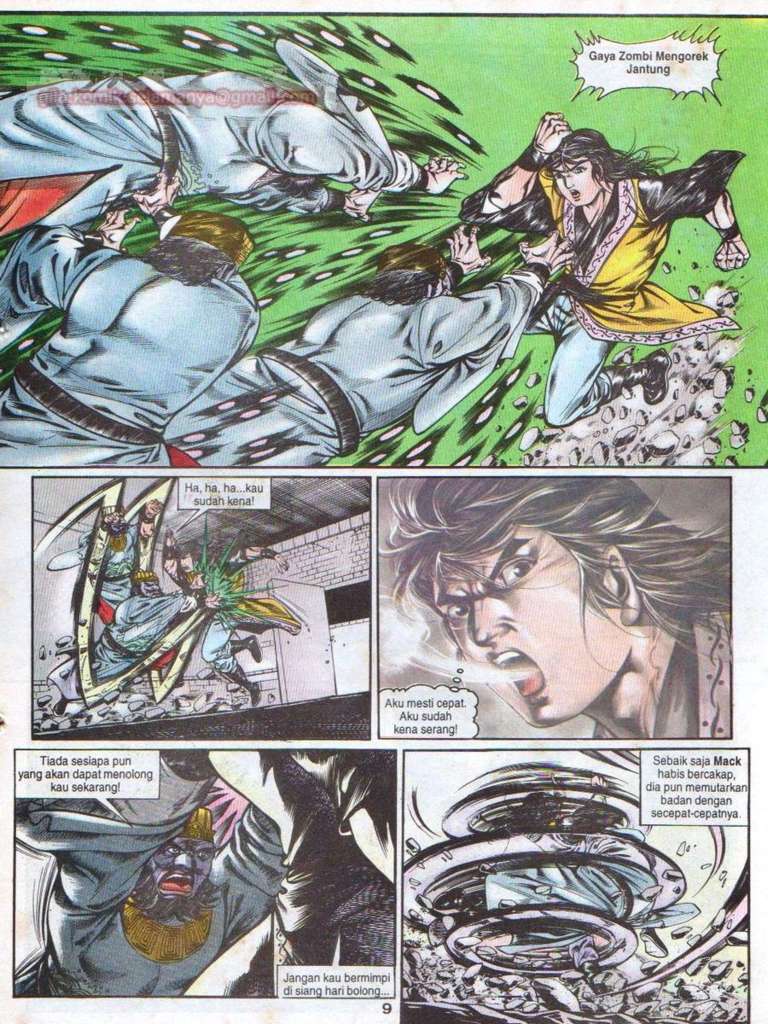 Gaya Zombi Mengorek
Jantung
Ha, ha, ha...kau
sudah kena!
Aku mesti cepat.
Aku sudah
kena serang!
Tiada sesiapa pun
yang akan dapat menolong
kau sekarang!
Sebaik saja Mack
habis bercakap,
dia pun memutarkan
badan dengan
secepat-cepatnya.
Jangan kau bermimpi
di siang hari bolong...
9